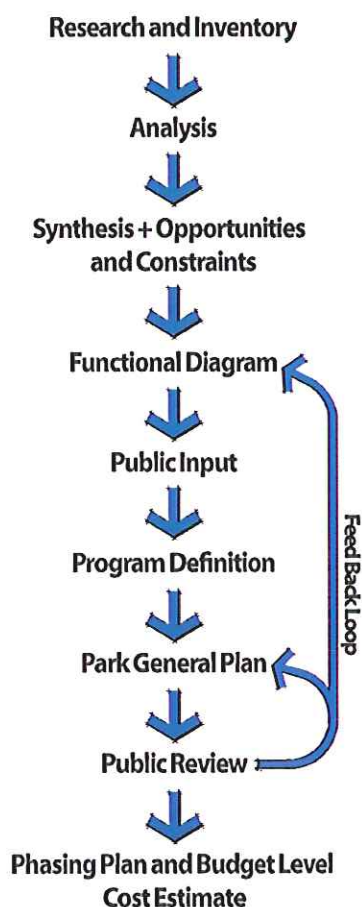 Research and Inventory
Analysis
Synthesis + Opportunities
and Constraints
Functional Diagram
Public Input
Program Definition
Park General Plan
Public Review
Phasing Plan and Budget Level
Cost Estimate
Feed Back Loop